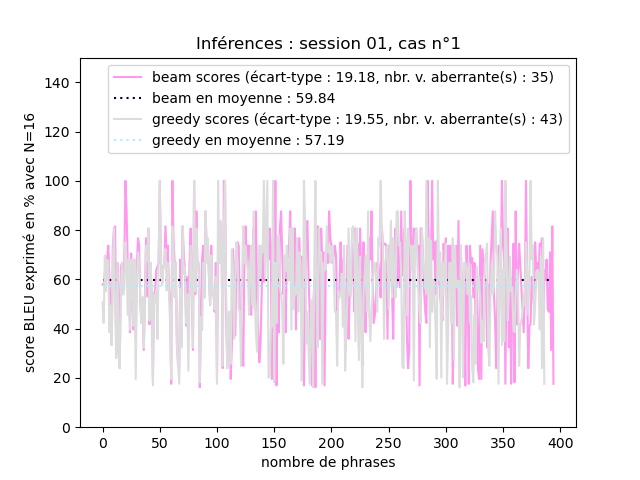 Inférences : session 01, cas n°1
beam scores (écart-type : 19.18, nbr. v. aberrante(s) : 35)
beam en moyenne : 59.84
greedy scores (écart-type : 19.55, nbr. v. aberrante(s) : 43)
greedy en moyenne : 57.19
score BLEU exprimé en % avec N=16
140
120
100
80
60
40
20
0
0 50 100 150 200 250 300 350 400
nombre de phrases